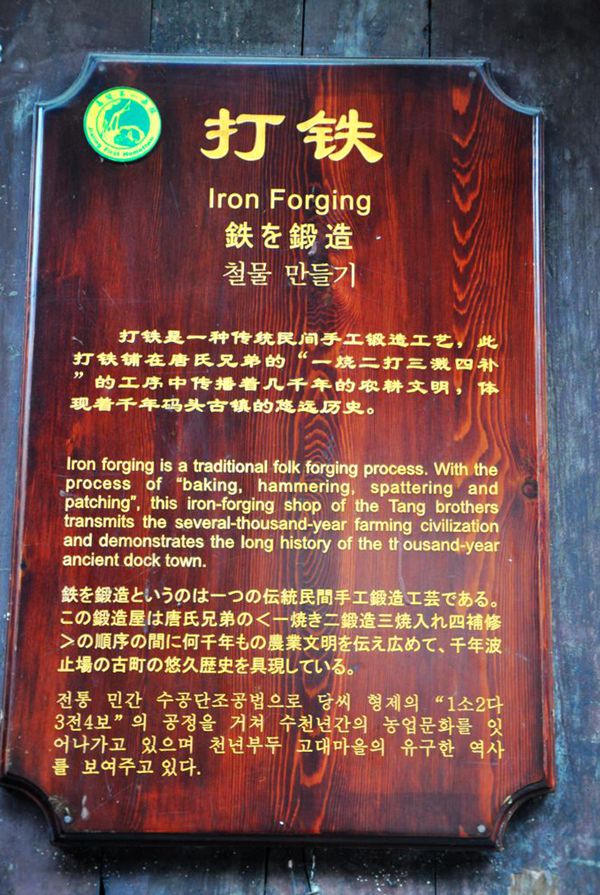 打铁
Iron Forging
鉄を鍛造
철물 만들기
打铁是一种传统民间手工锻造工艺，此
打铁铺在唐氏兄弟的“一烧二打三溅四补
”的工序中传播着几千年的农耕文明，体
现着千年码头古镇的悠远历史。
Iron forging is a traditional folk forging process. With the
process of “baking, hammering, spattering and
patching”, this iron-forging shop of the Tang brothers
transmits the several-thousand-year farming civilization
and demonstrates the long history of the thousand-year
ancient dock town.
鉄を鍛造というのは一つの伝統民間手工鍛造工芸である。
この鍛造屋は唐氏兄弟の＜一焼き二鍛造三焼入れ四補修
＞の順序の間に何千年もの農業文明を伝え広めて、千年波
止場の古町の悠久歴史を具現している。
전통 민간 수공단조공법으로 당씨 형제의 “1소2다
3전4보”의 공정을 거쳐 수천년간의 농업문화를 잇
어나가고 있으며 천년부두 고대마을의 유구한 역사
를 보여주고 있다.